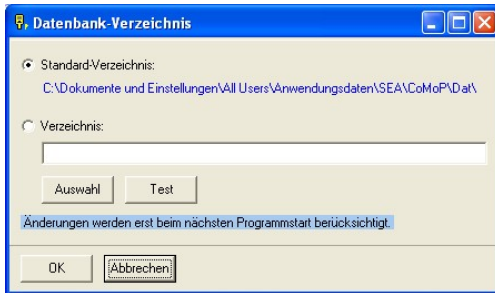 Datenbank-Verzeichnis
Standard-Verzeichnis:
C:\Dokumente und Einstellungen\All Users\Anwendungsdaten\SEA\CoMoP\Dat\
Verzeichnis:
Auswahl Test
Änderungen werden erst beim nächsten Programmstart berücksichtigt.
OK Abbrechen